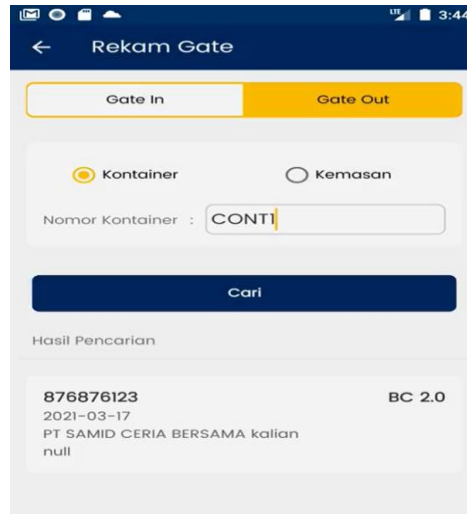 LTE 3:44
Rekam Gate
Gate In Gate Out
Kontainer Kemasan
Nomor Kontainer : CONT1
Cari
Hasil Pencarian
876876123 BC 2.0
2021-03-17
PT SAMID CERIA BERSAMA kalian
null